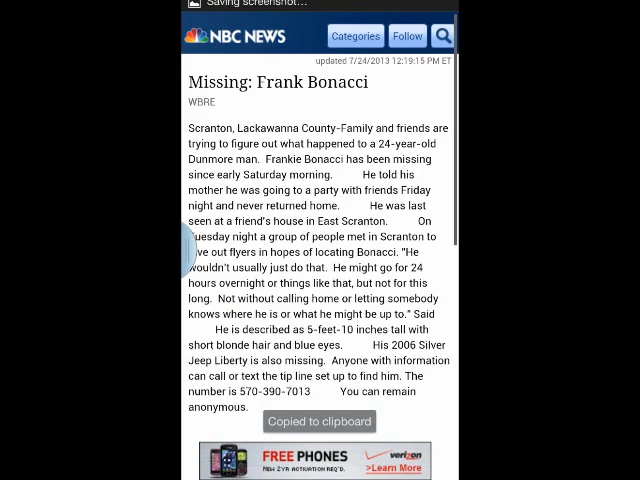 Saving screenshot...
NBC NEWS
Categories
Follow
updated 7/24/2013 12:19:15 PM ET
Missing: Frank Bonacci
WBRE
Scranton, Lackawanna County-Family and friends are
trying to figure out what happened to a 24-year-old
Dunmore man. Frankie Bonacci has been missing
since early Saturday morning. He told his
mother he was going to a party with friends Friday
night and never returned home. He was last
seen at a friend's house in East Scranton. On
Tuesday night a group of people met in Scranton to
give out flyers in hopes of locating Bonacci. "He
wouldn't usually just do that. He might go for 24
hours overnight or things like that, but not for this
long. Not without calling home or letting somebody
knows where he is or what he might be up to." Said
He is described as 5-feet-10 inches tall with
short blonde hair and blue eyes. His 2006 Silver
Jeep Liberty is also missing. Anyone with information
can call or text the tip line set up to find him. The
number is 570-390-7013 You can remain
anonymous.
Copied to clipboard
FREE PHONES
NEW 2YR ACTIVATION REQ'D.
verizon
>Learn More